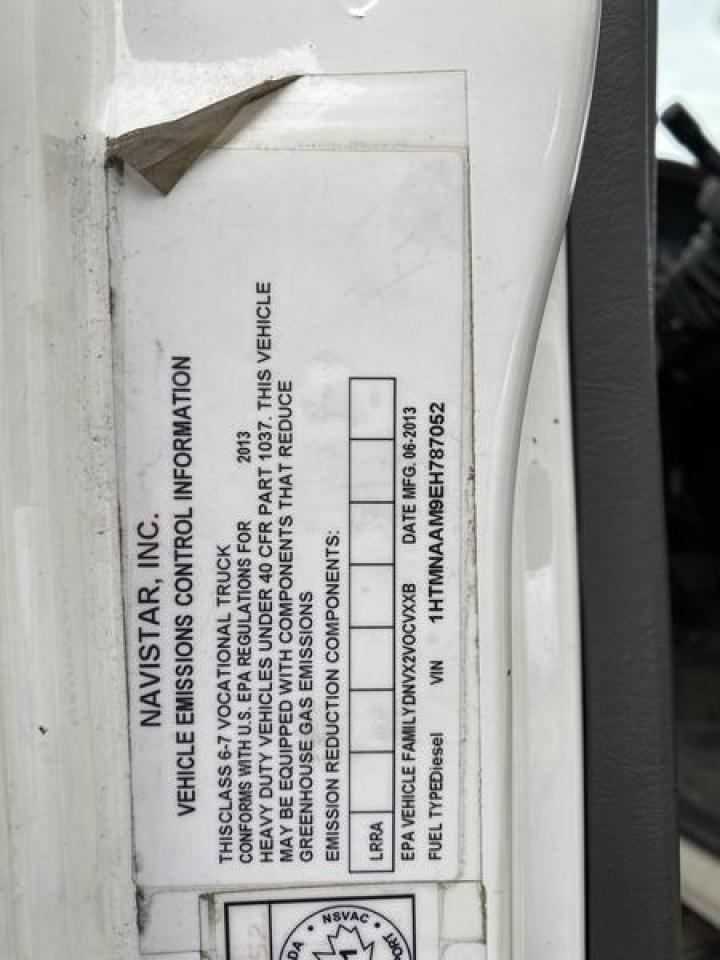 NAVISTAR, INC.
VEHICLE EMISSIONS CONTROL INFORMATION
THISCLASS 6-7 VOCATIONAL TRUCK
CONFORMS WITH U.S. EPA REGULATIONS FOR 2013
HEAVY DUTY VEHICLES UNDER 40 CFR PART 1037. THIS VEHICLE
MAY BE EQUIPPED WITH COMPONENTS THAT REDUCE
GREENHOUSE GAS EMISSIONS
EMISSION REDUCTION COMPONENTS:
LRRA
EPA VEHICLE FAMILYDNVX2VOCVXXB DATE MFG. 06-2013
FUEL TYPEDiesel VIN 1HTMNAAM9EH787052
NSVAC